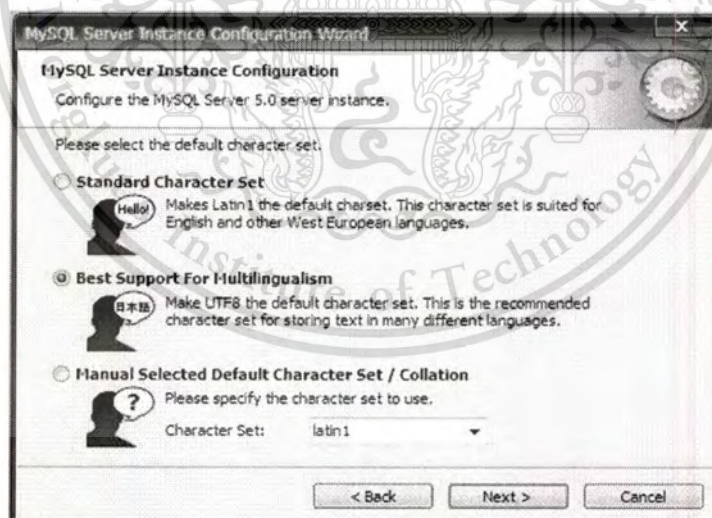 MySQL Server Instance Configuration Wizard
X
MySQL Server Instance Configuration
Configure the MySQL Server 5.0 server instance.
Please select the default character set.
Standard Character Set
Hello!
Makes Latin1 the default charset. This character set is suited for
English and other West European languages.
Best Support For Multilingualism
日本語
Make UTF8 the default character set. This is the recommended
character set for storing text in many different languages.
Manual Selected Default Character Set / Collation
?
Please specify the character set to use.
Character Set: latin1
< Back Next > Cancel
Institute of Technology